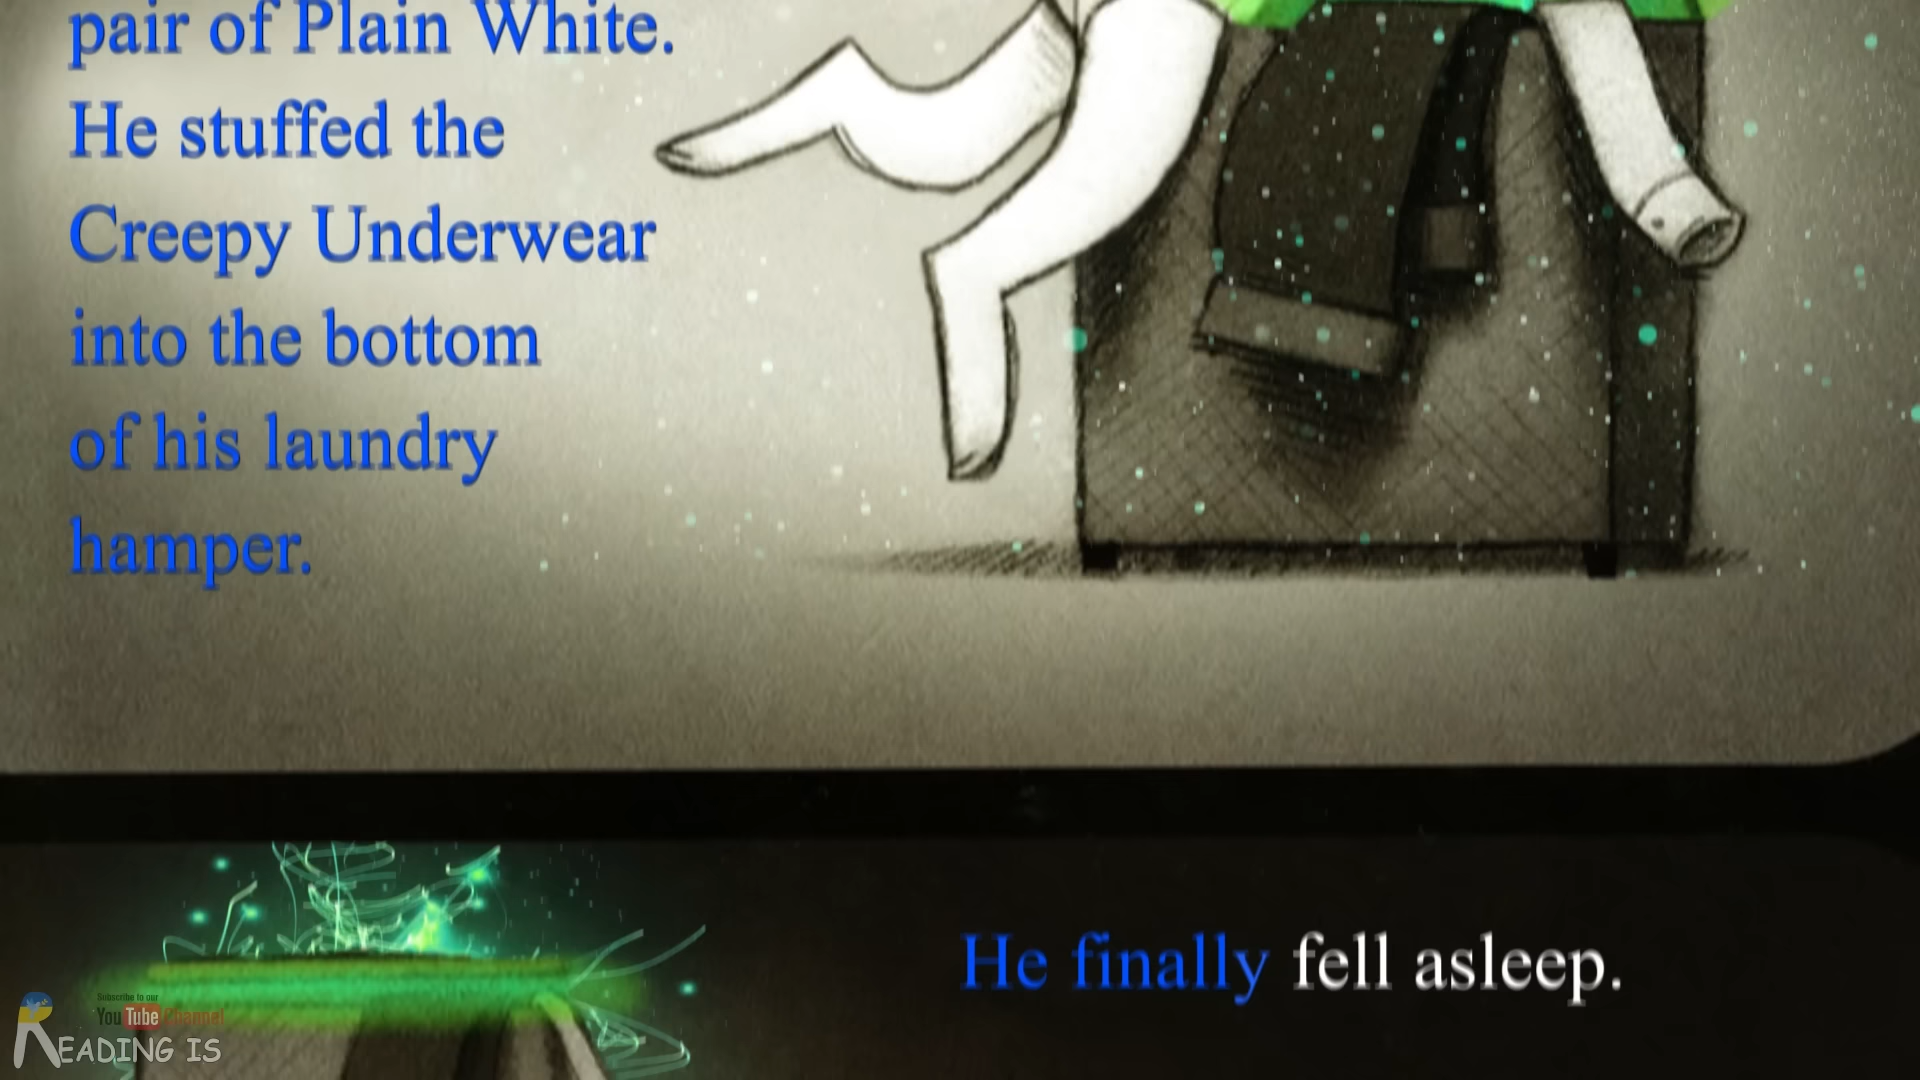 pair of Plain White.
He stuffed the
Creepy Underwear
into the bottom
of his laundry
hamper.
He finally fell asleep.
Subscribe to our
YouTube Channel
READING IS